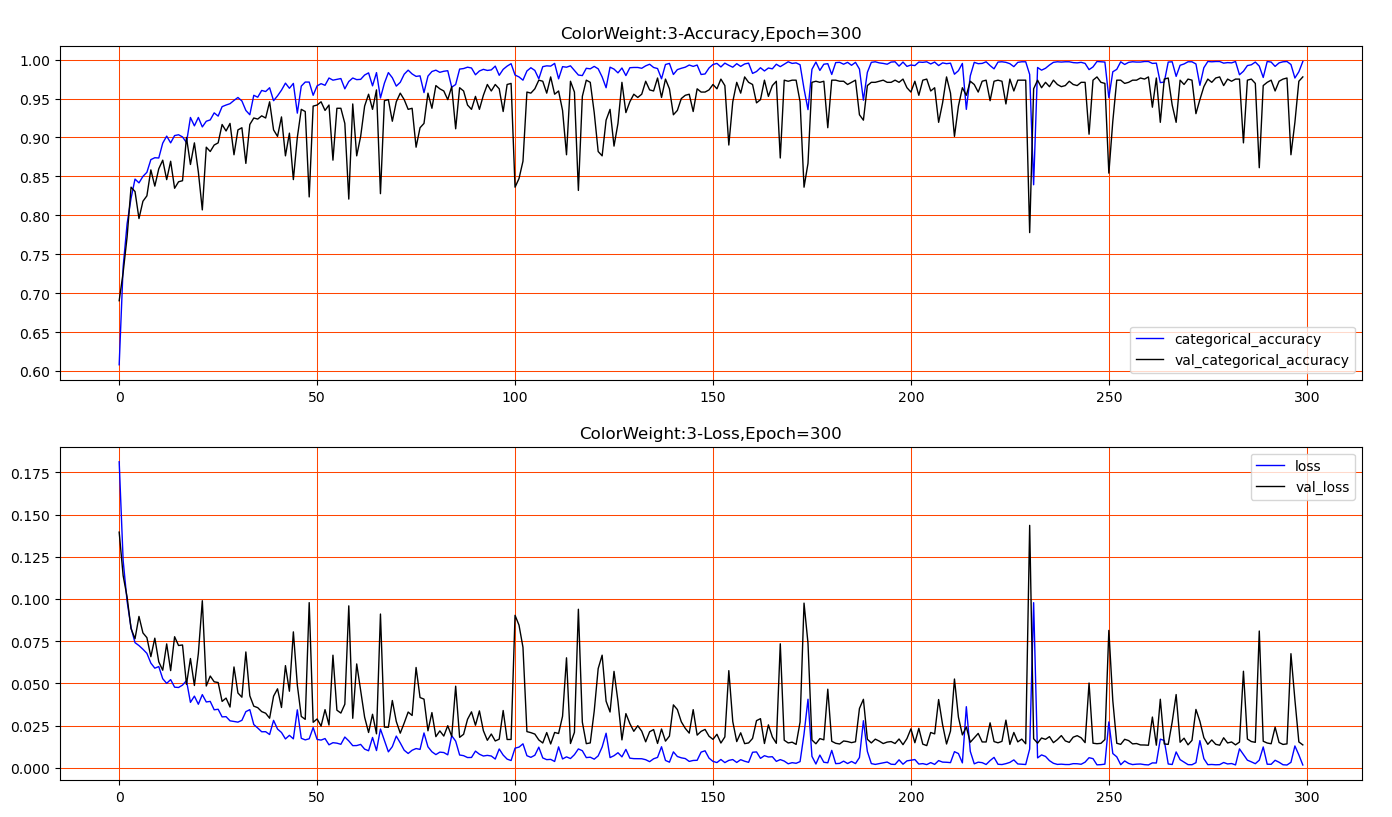 ColorWeight:3-Accuracy,Epoch=300
1.00
0.95
0.90
0.85
0.80
0.75
0.70
0.65
0.60
categorical_accuracy
val_categorical_accuracy
0 50 100 150 200 250 300
ColorWeight:3-Loss,Epoch=300
0.175
0.150
0.125
0.100
0.075
0.050
0.025
0.000
loss
val_loss
0 50 100 150 200 250 300